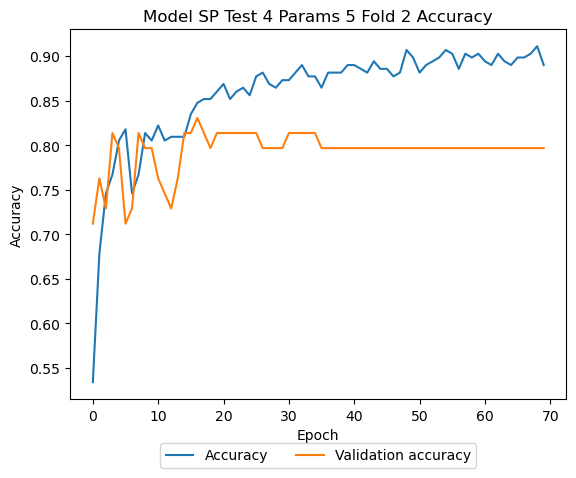 Model SP Test 4 Params 5 Fold 2 Accuracy
0.90
0.85
0.80
0.75
0.70
0.65
0.60
0.55
Accuracy
0 10 20 30 40 50 60 70
Epoch
Accuracy Validation accuracy